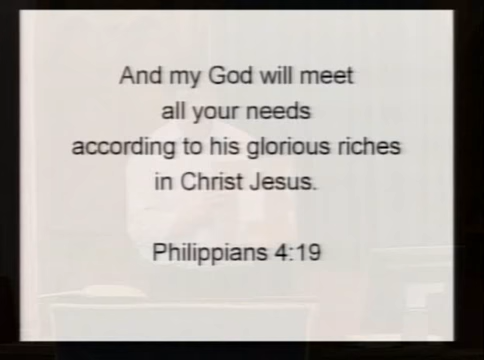 And my God will meet
all your needs
according to his glorious riches
in Christ Jesus.
Philippians 4:19